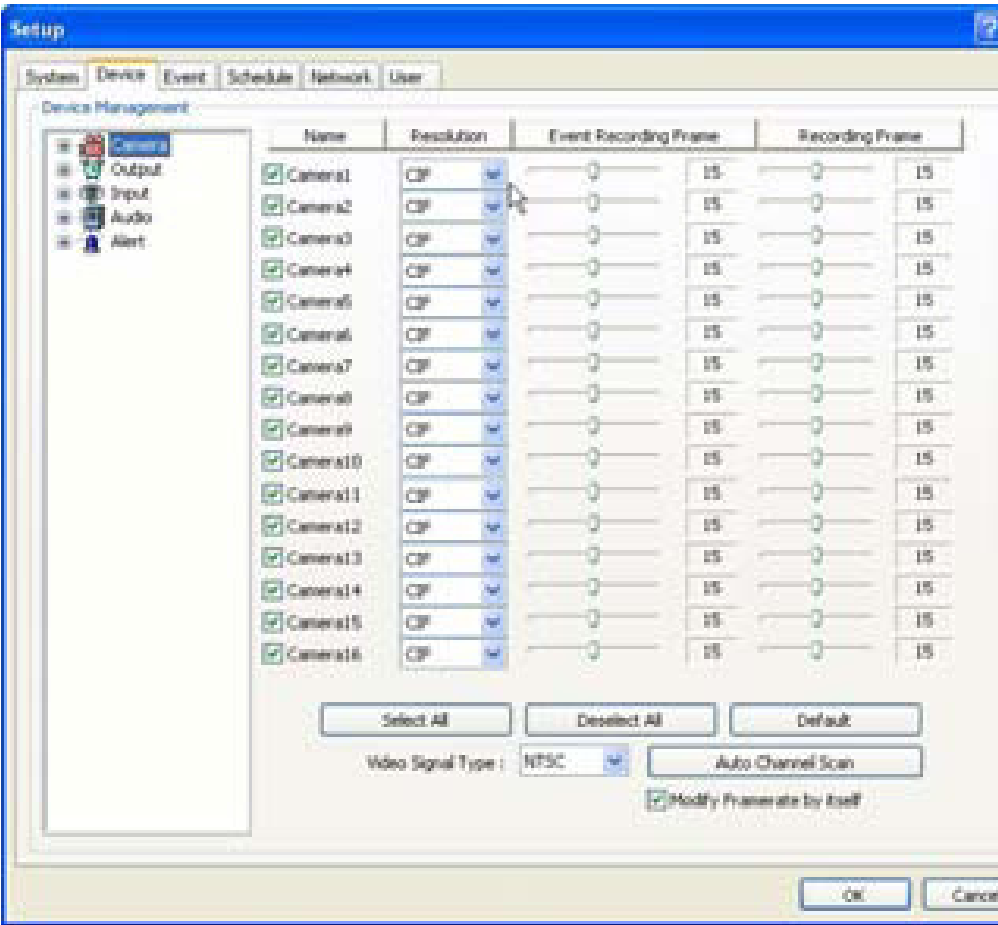 Setup
System Device Event Schedule Network User
Device Management
Camera
Output
Input
Audio
Alert
Name Resolution Event Recording Frame Recording Frame
Camera1 CIF 15 15
Camera2 CIF 15 15
Camera3 CIF 15 15
Camera4 CIF 15 15
Camera5 CIF 15 15
Camera6 CIF 15 15
Camera7 CIF 15 15
Camera8 CIF 15 15
Camera9 CIF 15 15
Camera10 CIF 15 15
Camera11 CIF 15 15
Camera12 CIF 15 15
Camera13 CIF 15 15
Camera14 CIF 15 15
Camera15 CIF 15 15
Camera16 CIF 15 15
Select All Deselect All Default
Video Signal Type : NTSC Auto Channel Scan
Modify Framerate by itself
OK Cancel